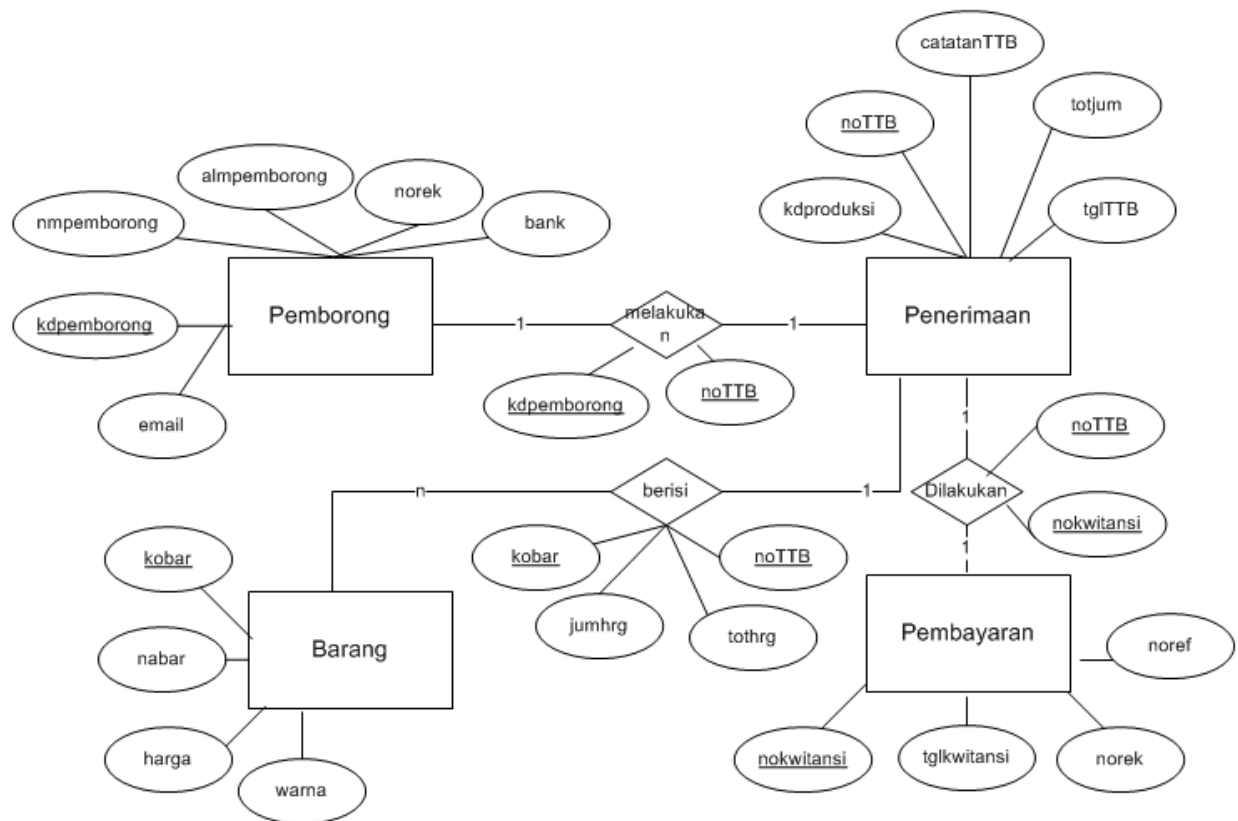 catatanTTB
noTTB
totjum
almpemborong
norek
nmpemborong
bank
kdproduksi
tglTTB
Pemborong
Penerimaan
kdpemborong
1
melakuka
n
1
email
kdpemborong
noTTB
1
noTTB
n
berisi
1
Dilakukan
nokwitansi
kobar
kobar
noTTB
1
jumhrg
tothrg
nabar
Barang
Pembayaran
noref
harga
warna
nokwitansi
tglkwitansi
norek